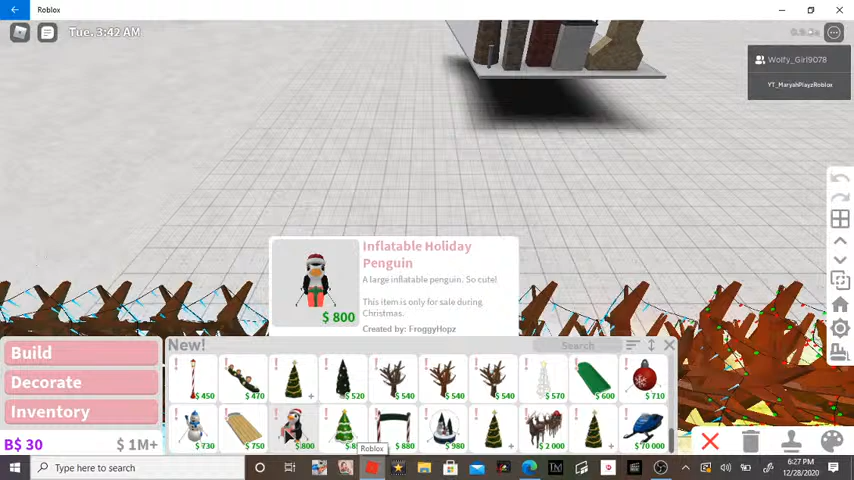 Roblox
Tue. 3:42 AM
Wolfy_Girl9078
YT_MaryahPlayzRoblox
Inflatable Holiday
Penguin
A large inflatable penguin. So cute!
This item is only for sale during
Christmas.
Created by: FroggyHopz
$ 800
Build
Decorate
Inventory
B$ 30
$ 1M+
New!
Search
$ 450
$ 470
$ 520
$ 540
$ 540
$ 540
$ 570
$ 600
$ 710
$ 730
$ 750
$ 800
$ 880
$ 980
$ 2 000
$ 70 000
Roblox
Type here to search
6:27 PM
12/28/2020